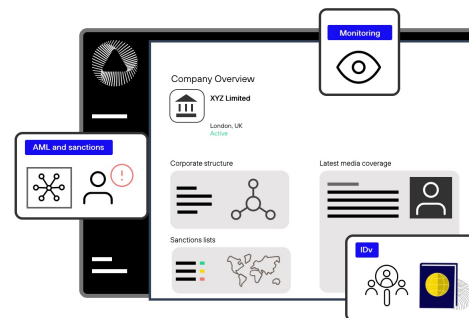 Monitoring
Company Overview
XYZ Limited
London, UK
Active
AML and sanctions
Corporate structure
Latest media coverage
Sanctions lists
IDv